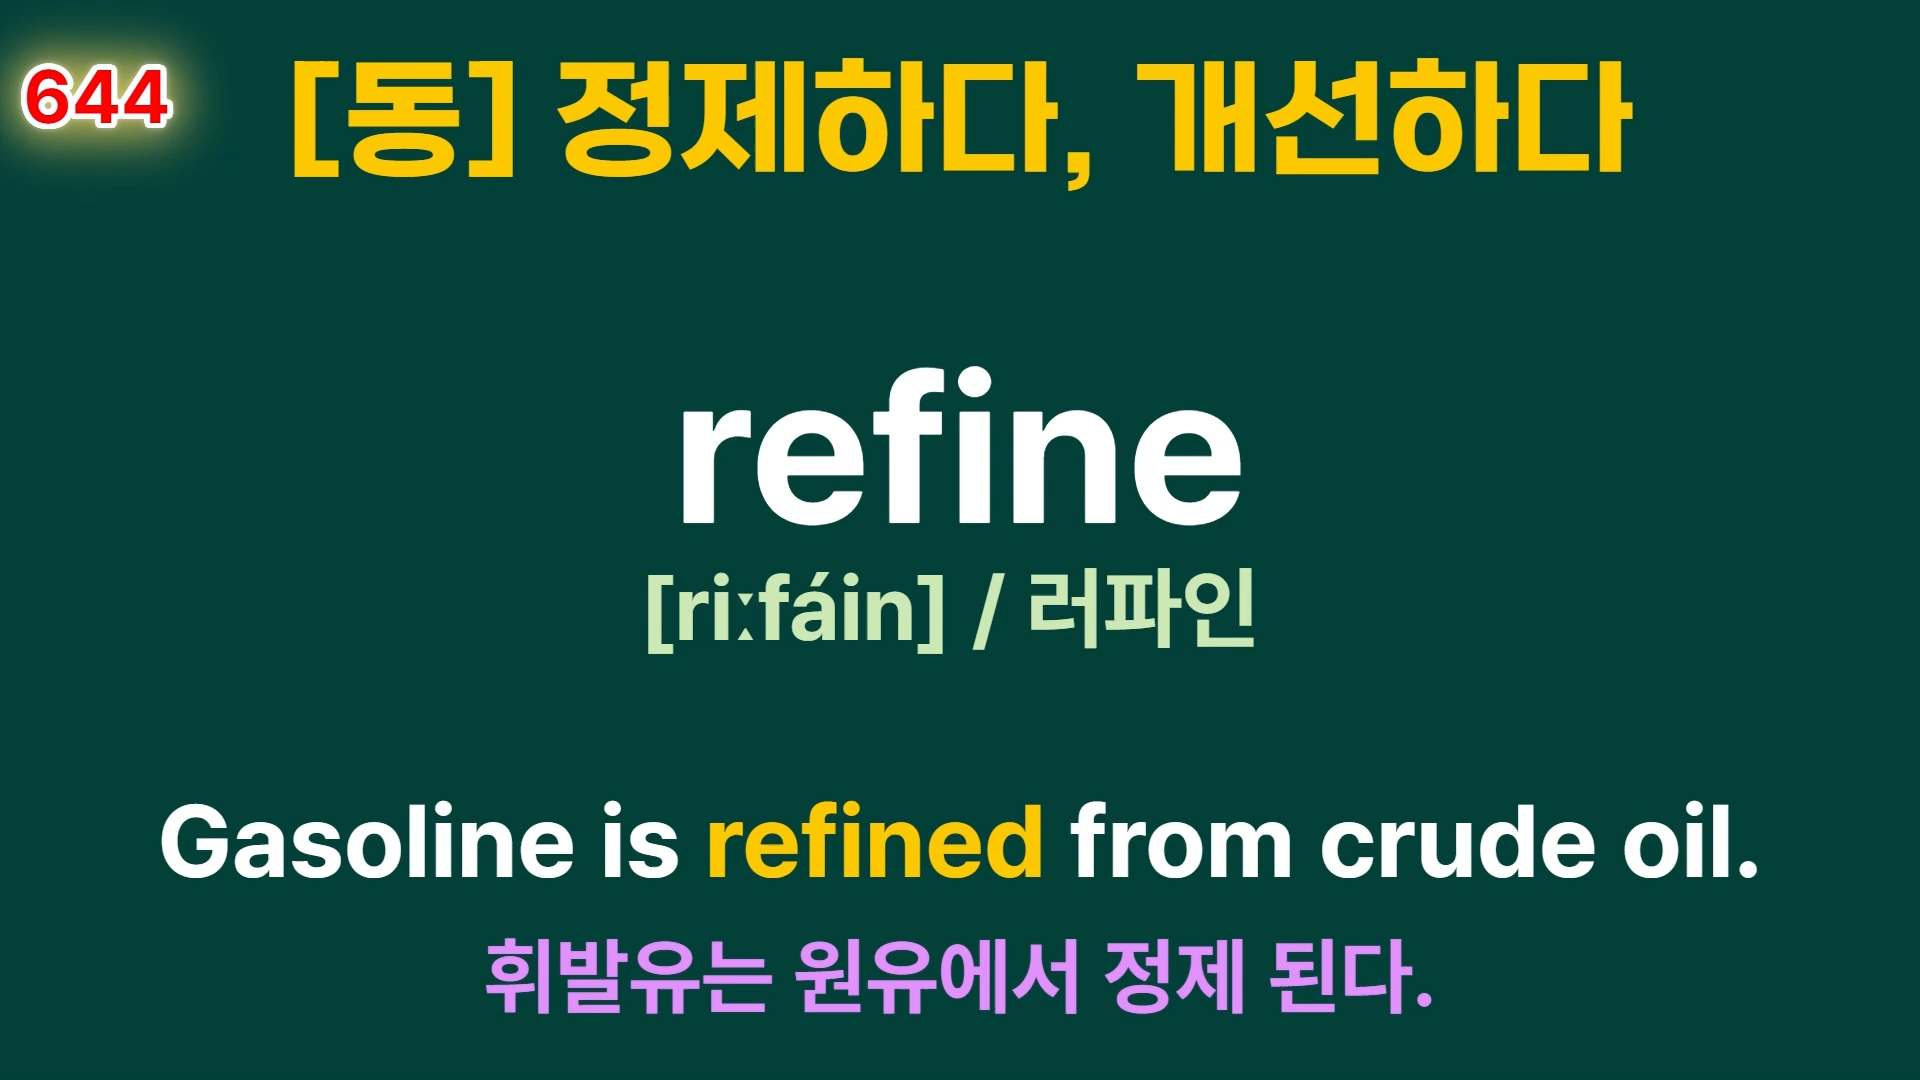 644
[동] 정제하다, 개선하다
refine
[riːfáin] / 러파인
Gasoline is refined from crude oil.
휘발유는 원유에서 정제 된다.